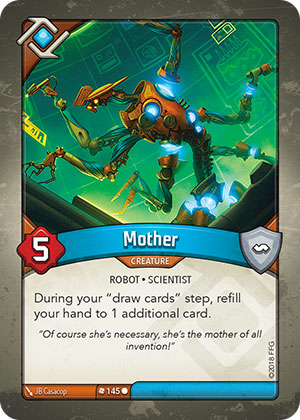 Mother
CREATURE
5
ROBOT • SCIENTIST
During your “draw cards” step, refill
your hand to 1 additional card.
“Of course she’s necessary, she’s the mother of all
invention!”
JB Casacop
145
©2018 FFG